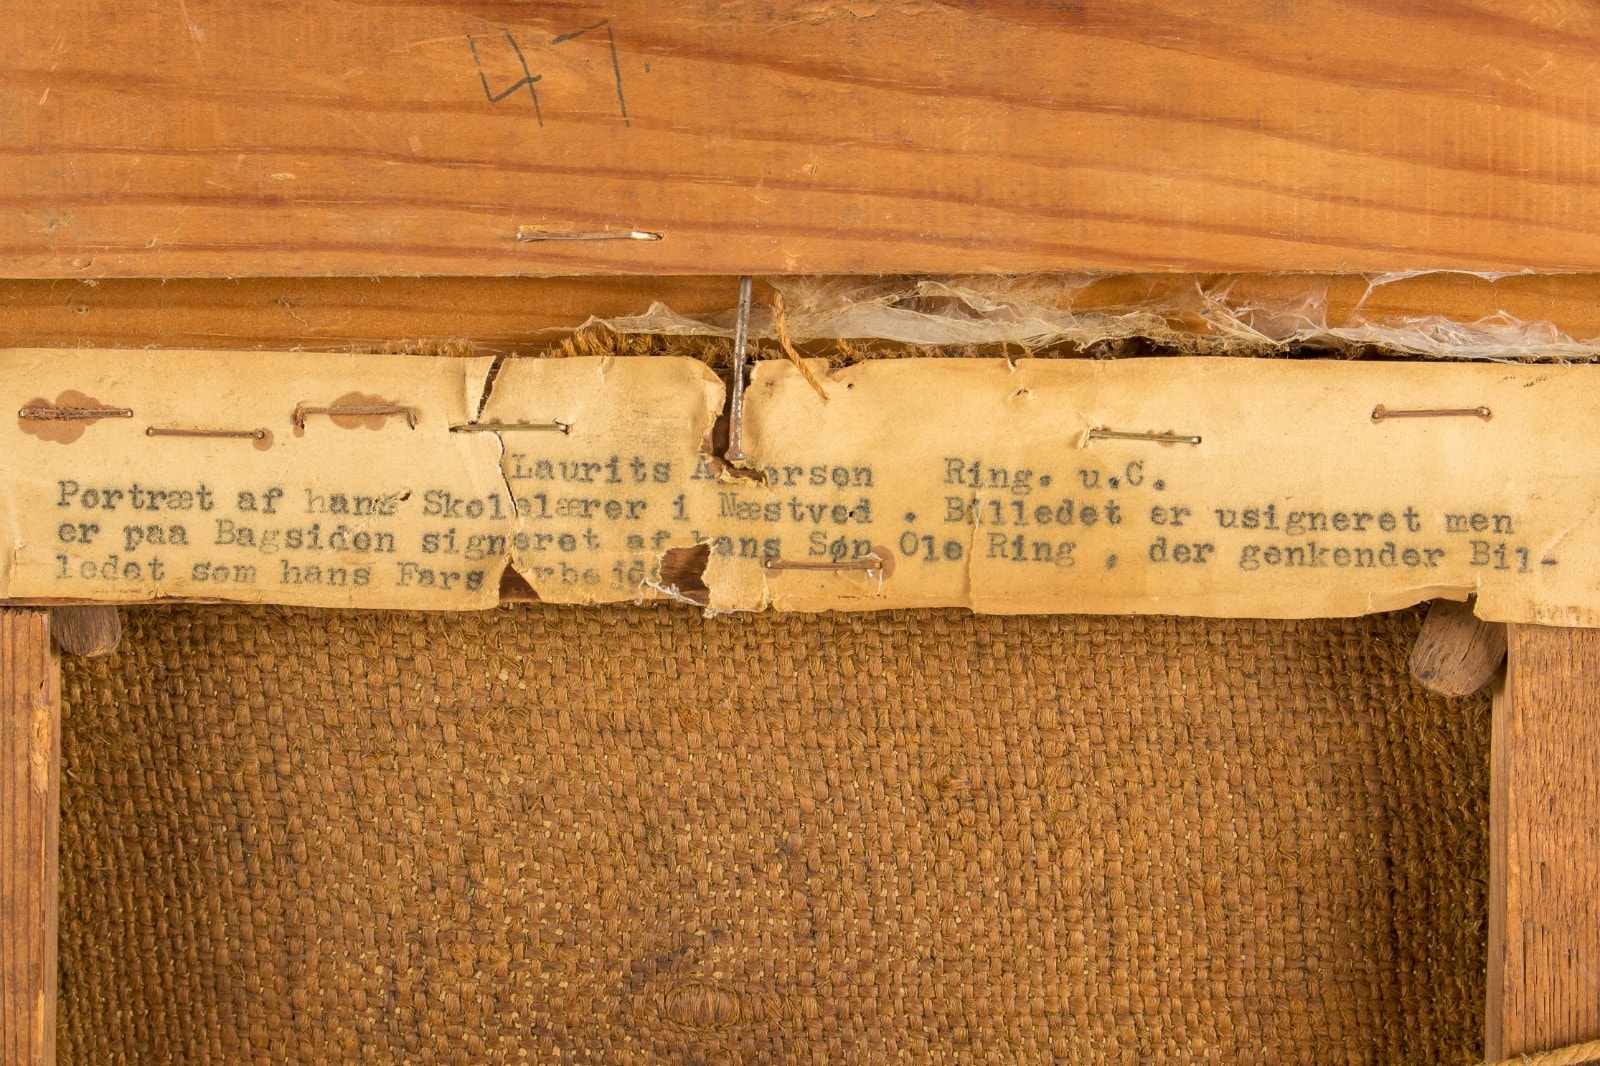 47.
Laurits A ersen Ring. u.C.
Portræt af hans Skolelærer i Næstved . Billedet er usigneret men
er paa Bagsiden signeret af hans Søn Ole Ring , der genkender Bil-
ledet som hans Fars